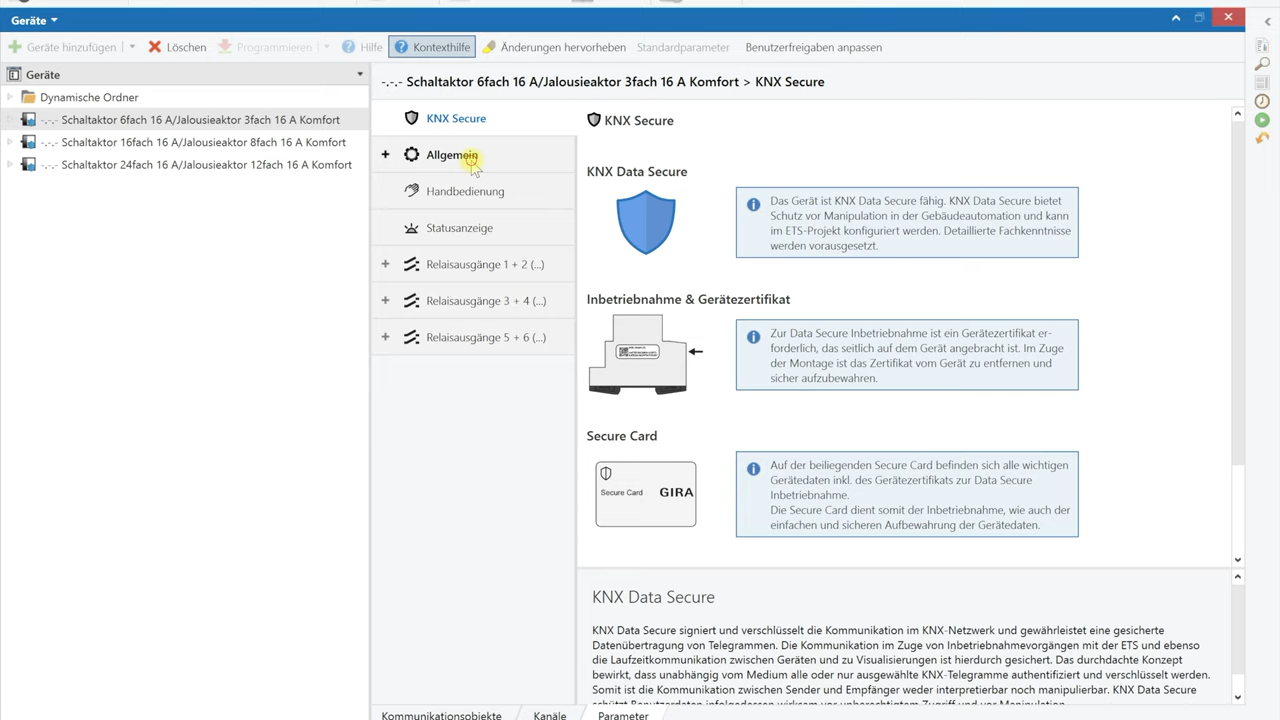 Geräte
Geräte hinzufügen Löschen Programmieren Hilfe Kontexthilfe Änderungen hervorheben Standardparameter Benutzerfreigaben anpassen
Geräte
Dynamische Ordner
-.-.- Schaltaktor 6fach 16 A/Jalousieaktor 3fach 16 A Komfort
-.-.- Schaltaktor 16fach 16 A/Jalousieaktor 8fach 16 A Komfort
-.-.- Schaltaktor 24fach 16 A/Jalousieaktor 12fach 16 A Komfort
-.-.- Schaltaktor 6fach 16 A/Jalousieaktor 3fach 16 A Komfort > KNX Secure
KNX Secure
Allgemein
Handbedienung
Statusanzeige
Relaisausgänge 1 + 2 (...)
Relaisausgänge 3 + 4 (...)
Relaisausgänge 5 + 6 (...)
KNX Secure
KNX Data Secure
Das Gerät ist KNX Data Secure fähig. KNX Data Secure bietet
Schutz vor Manipulation in der Gebäudeautomation und kann
im ETS-Projekt konfiguriert werden. Detaillierte Fachkenntnisse
werden vorausgesetzt.
Inbetriebnahme & Gerätezertifikat
Zur Data Secure Inbetriebnahme ist ein Gerätezertifikat er-
forderlich, das seitlich auf dem Gerät angebracht ist. Im Zuge
der Montage ist das Zertifikat vom Gerät zu entfernen und
sicher aufzubewahren.
Secure Card
Secure Card GIRA
Auf der beiliegenden Secure Card befinden sich alle wichtigen
Gerätedaten inkl. des Gerätezertifikats zur Data Secure
Inbetriebnahme.
Die Secure Card dient somit der Inbetriebnahme, wie auch der
einfachen und sicheren Aufbewahrung der Gerätedaten.
KNX Data Secure
KNX Data Secure signiert und verschlüsselt die Kommunikation im KNX-Netzwerk und gewährleistet eine gesicherte
Datenübertragung von Telegrammen. Die Kommunikation im Zuge von Inbetriebnahmevorgängen mit der ETS und ebenso
die Laufzeitkommunikation zwischen Geräten und zu Visualisierungen ist hierdurch gesichert. Das durchdachte Konzept
bewirkt, dass unabhängig vom Medium alle oder nur ausgewählte KNX-Telegramme authentifiziert und verschlüsselt werden.
Somit ist die Kommunikation zwischen Sender und Empfänger weder interpretierbar noch manipulierbar. KNX Data Secure
Kommunikationsobjekte Kanäle Parameter